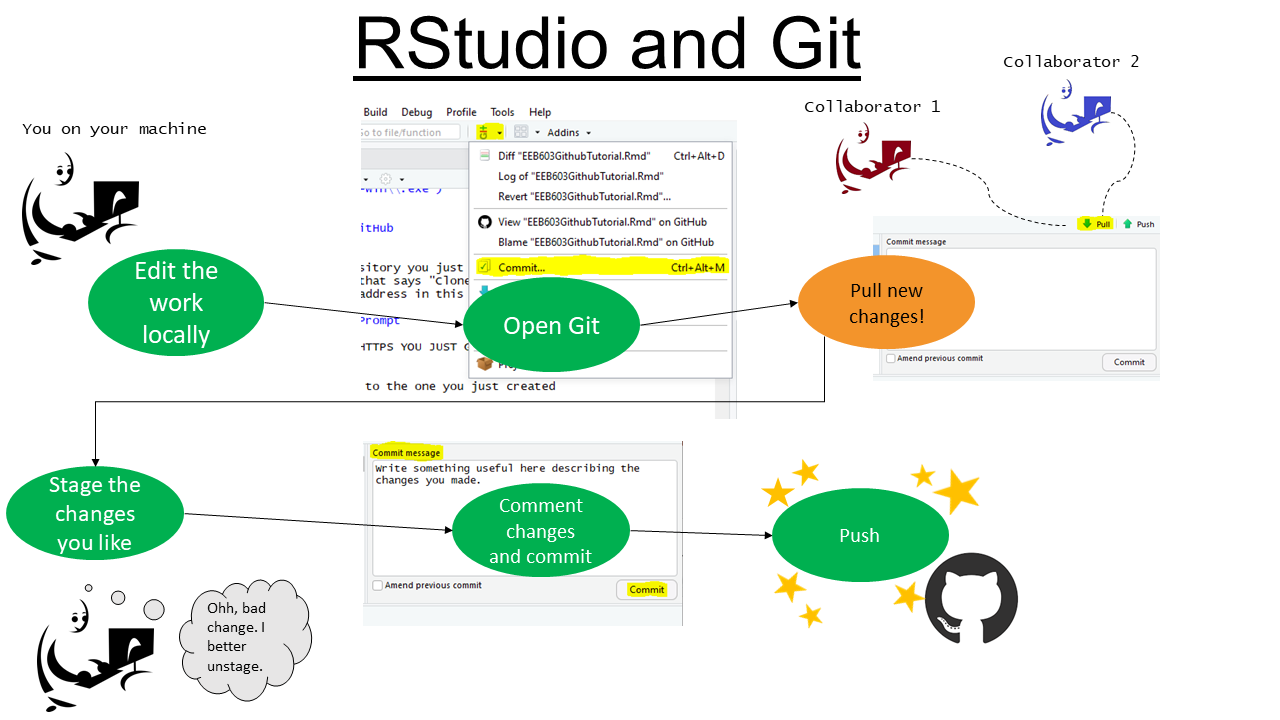 RStudio and Git
Collaborator 2
Collaborator 1
You on your machine
Build Debug Profile Tools Help
Go to file/function
Git
Addins
Diff "EEB603GithubTutorial.Rmd" Ctrl+Alt+D
Log of "EEB603GithubTutorial.Rmd"
Revert "EEB603GithubTutorial.Rmd"...
View "EEB603GithubTutorial.Rmd" on GitHub
Blame "EEB603GithubTutorial.Rmd" on GitHub
Commit... Ctrl+Alt+M
itHub
sitory you just
that says "Clone
address in this
Prompt
HTTPS YOU JUST
to the one you just created
Edit the
work
locally
Open Git
Pull Push
Commit message
Pull new
changes!
Amend previous commit
Commit
Stage the
changes
you like
Commit message
Write something useful here describing the
changes you made.
Comment
changes
and commit
Amend previous commit
Commit
Push
Ohh, bad
change. I
better
unstage.